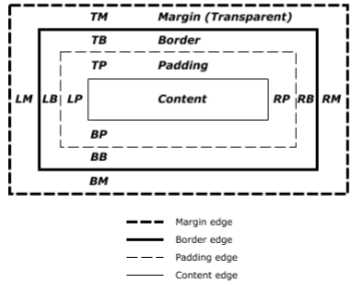 TM Margin (Transparent)
TB Border
TP Padding
LM LB LP Content RP RB RM
BP
BB
BM
Margin edge
Border edge
Padding edge
Content edge